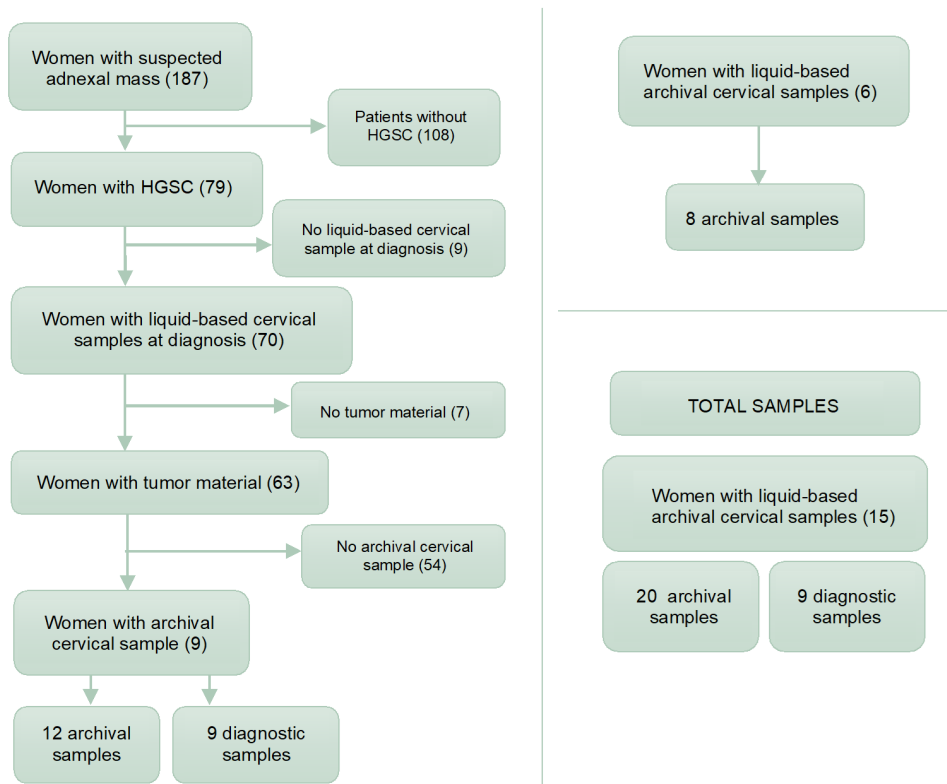 Women with suspected
adnexal mass (187)
Patients without
HGSC (108)
Women with HGSC (79)
No liquid-based cervical
sample at diagnosis (9)
Women with liquid-based cervical
samples at diagnosis (70)
No tumor material (7)
Women with tumor material (63)
No archival cervical
sample (54)
Women with archival
cervical sample (9)
12 archival
samples
9 diagnostic
samples
Women with liquid-based
archival cervical samples (6)
8 archival samples
TOTAL SAMPLES
Women with liquid-based
archival cervical samples (15)
20 archival
samples
9 diagnostic
samples